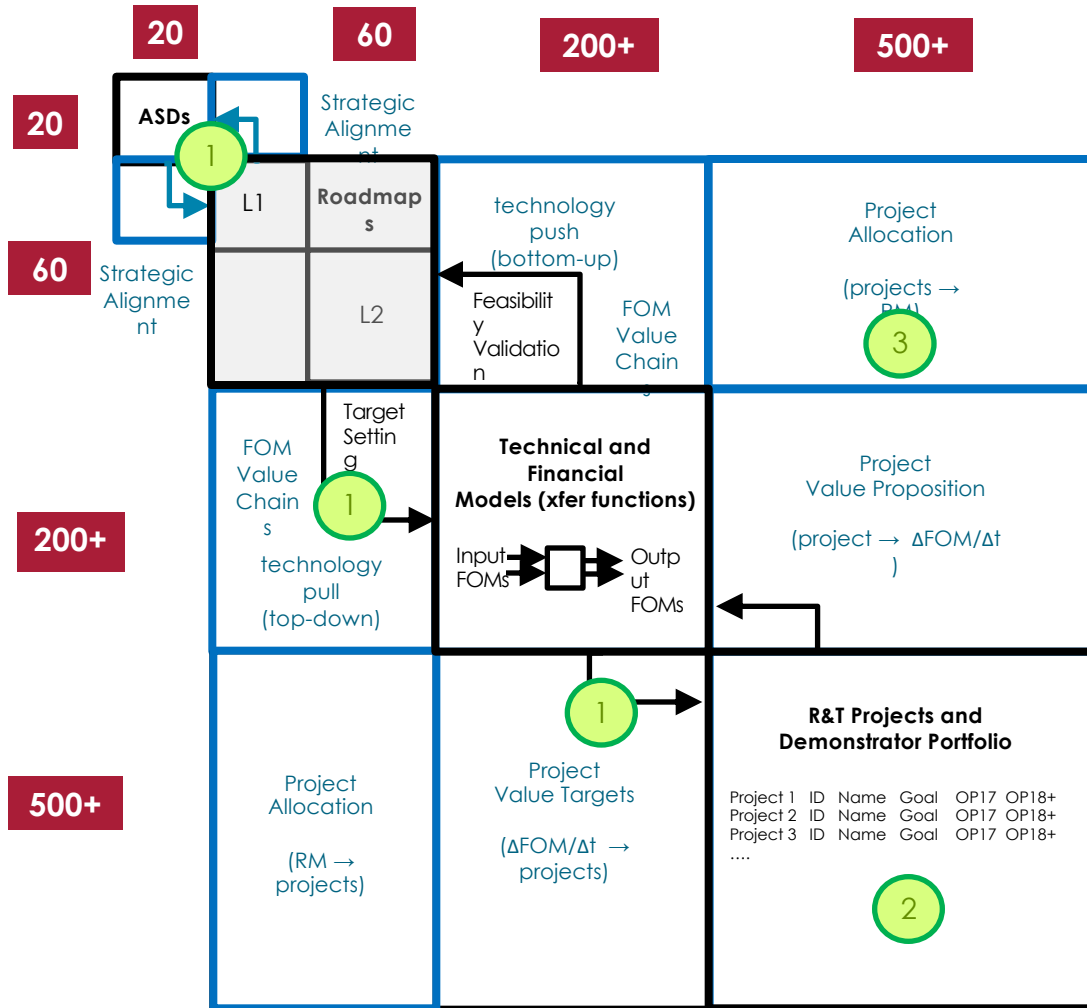 20
60
200+
500+
20
ASDs
Strategic
Alignme
nt
1
L1
Roadmap
s
technology
push
(bottom-up)
Project
Allocation
(projects →
RM)
3
60
Strategic
Alignme
nt
L2
Feasibilit
y
Validatio
n
FOM
Value
Chain
s
Target
Settin
g
FOM
Value
Chain
s
1
technology
pull
(top-down)
200+
Technical and
Financial
Models (xfer functions)
Input
FOMs
Outp
ut
FOMs
Project
Value Proposition
(project → ΔFOM/Δt
)
500+
Project
Allocation
(RM →
projects)
1
Project
Value Targets
(ΔFOM/Δt →
projects)
R&T Projects and
Demonstrator Portfolio
Project 1 ID Name Goal OP17 OP18+
Project 2 ID Name Goal OP17 OP18+
Project 3 ID Name Goal OP17 OP18+
....
2